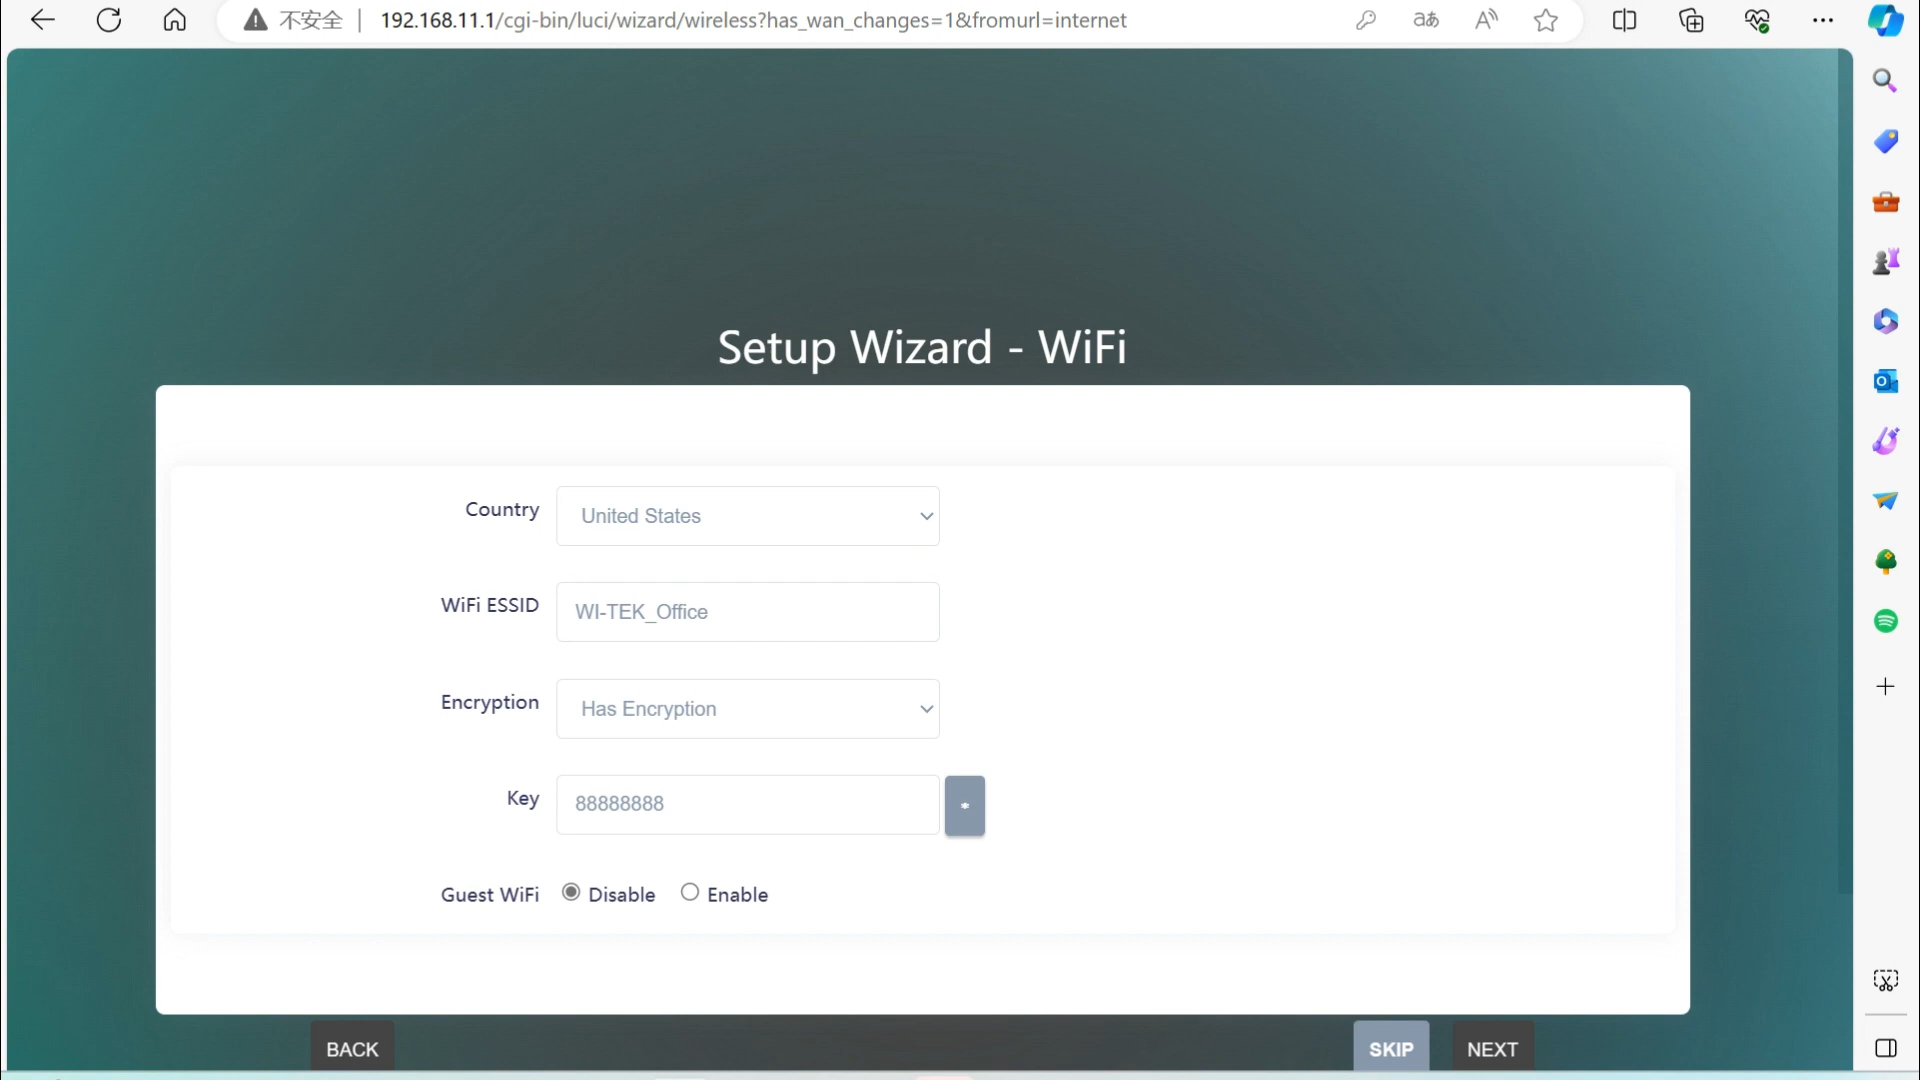 不安全 | 192.168.11.1/cgi-bin/luci/wizard/wireless?has_wan_changes=1&fromurl=internet
Setup Wizard - WiFi
Country United States
WiFi ESSID WI-TEK_Office
Encryption Has Encryption
Key 88888888 *
Guest WiFi Disable Enable
BACK SKIP NEXT